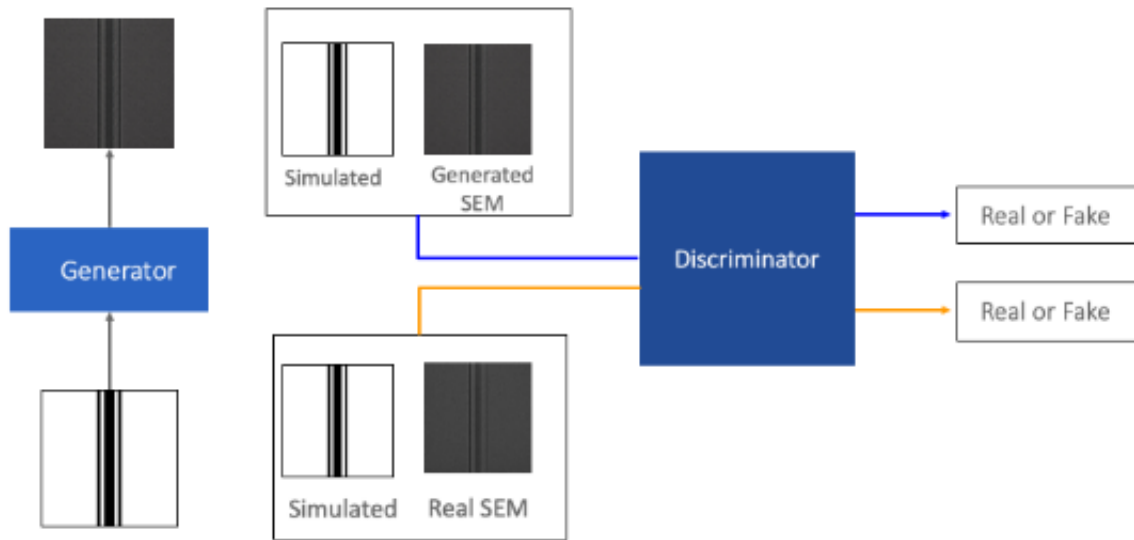 Generator
Simulated
Generated
SEM
Simulated
Real SEM
Discriminator
Real or Fake
Real or Fake